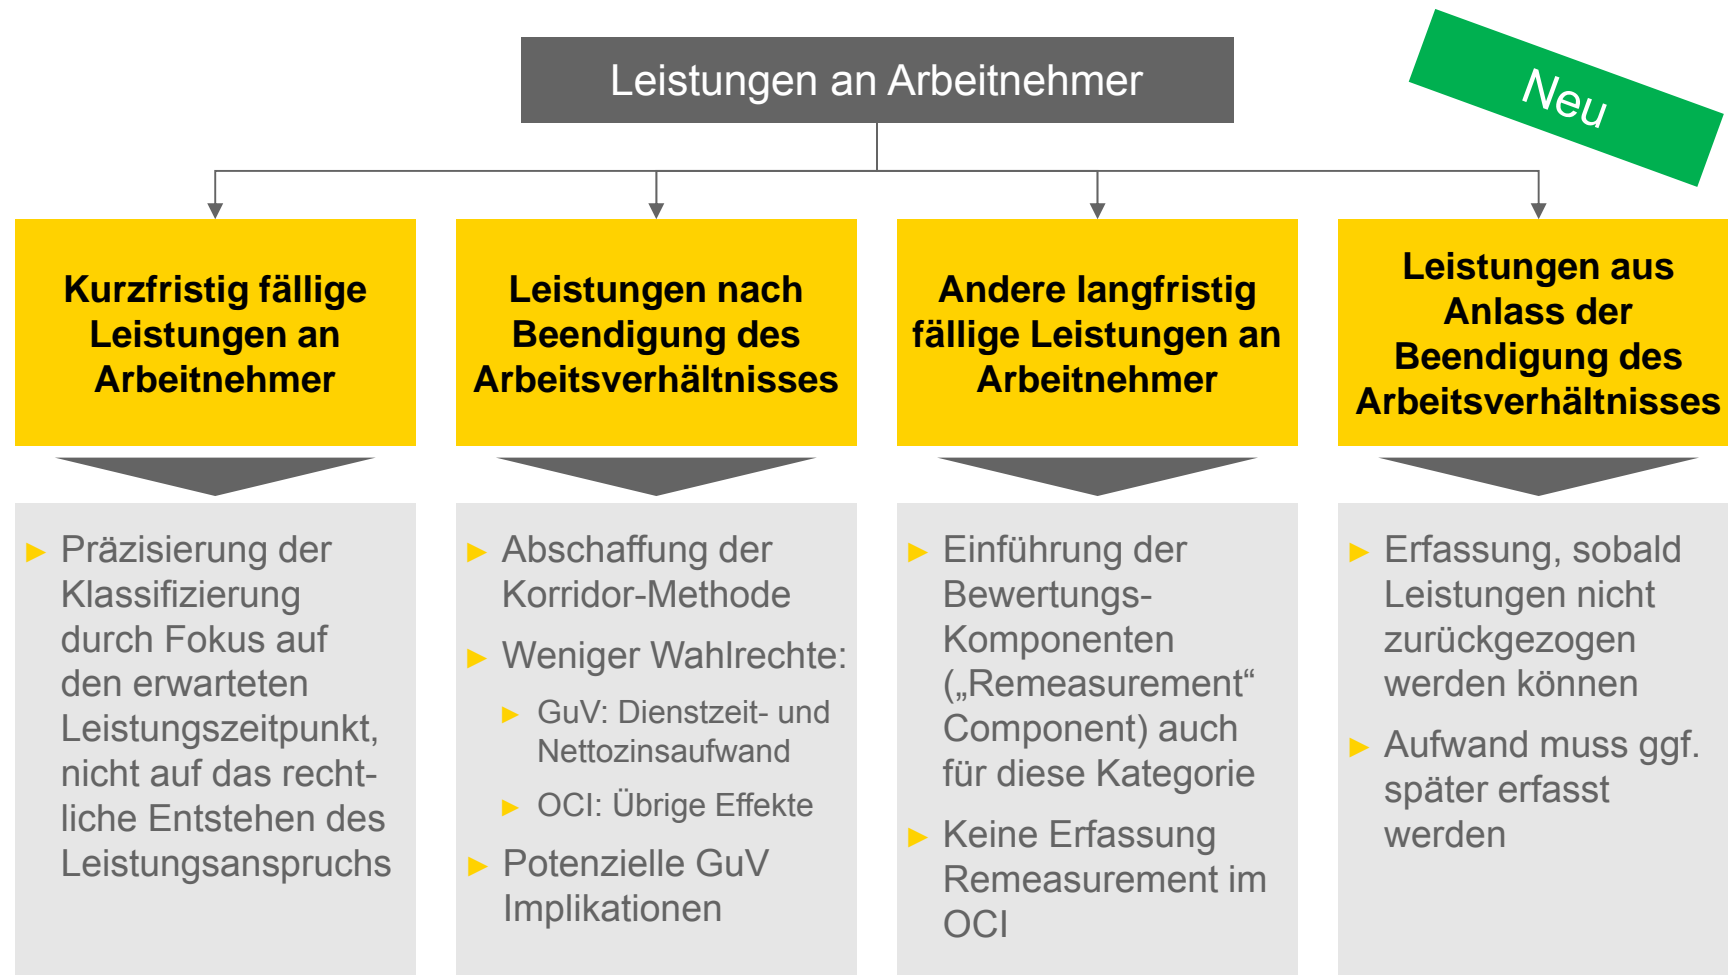 Leistungen an Arbeitnehmer
Neu
Kurzfristig fällige
Leistungen an
Arbeitnehmer
Leistungen nach
Beendigung des
Arbeitsverhältnisses
Andere langfristig
fällige Leistungen an
Arbeitnehmer
Leistungen aus
Anlass der
Beendigung des
Arbeitsverhältnisses
► Präzisierung der
Klassifizierung
durch Fokus auf
den erwarteten
Leistungszeitpunkt,
nicht auf das recht-
liche Entstehen des
Leistungsanspruchs
► Abschaffung der
Korridor-Methode
► Weniger Wahlrechte:
► GuV: Dienstzeit- und
Nettozinsaufwand
► OCI: Übrige Effekte
► Potenzielle GuV
Implikationen
► Einführung der
Bewertungs-
Komponenten
(„Remeasurement“
Component) auch
für diese Kategorie
► Keine Erfassung
Remeasurement im
OCI
► Erfassung, sobald
Leistungen nicht
zurückgezogen
werden können
► Aufwand muss ggf.
später erfasst
werden